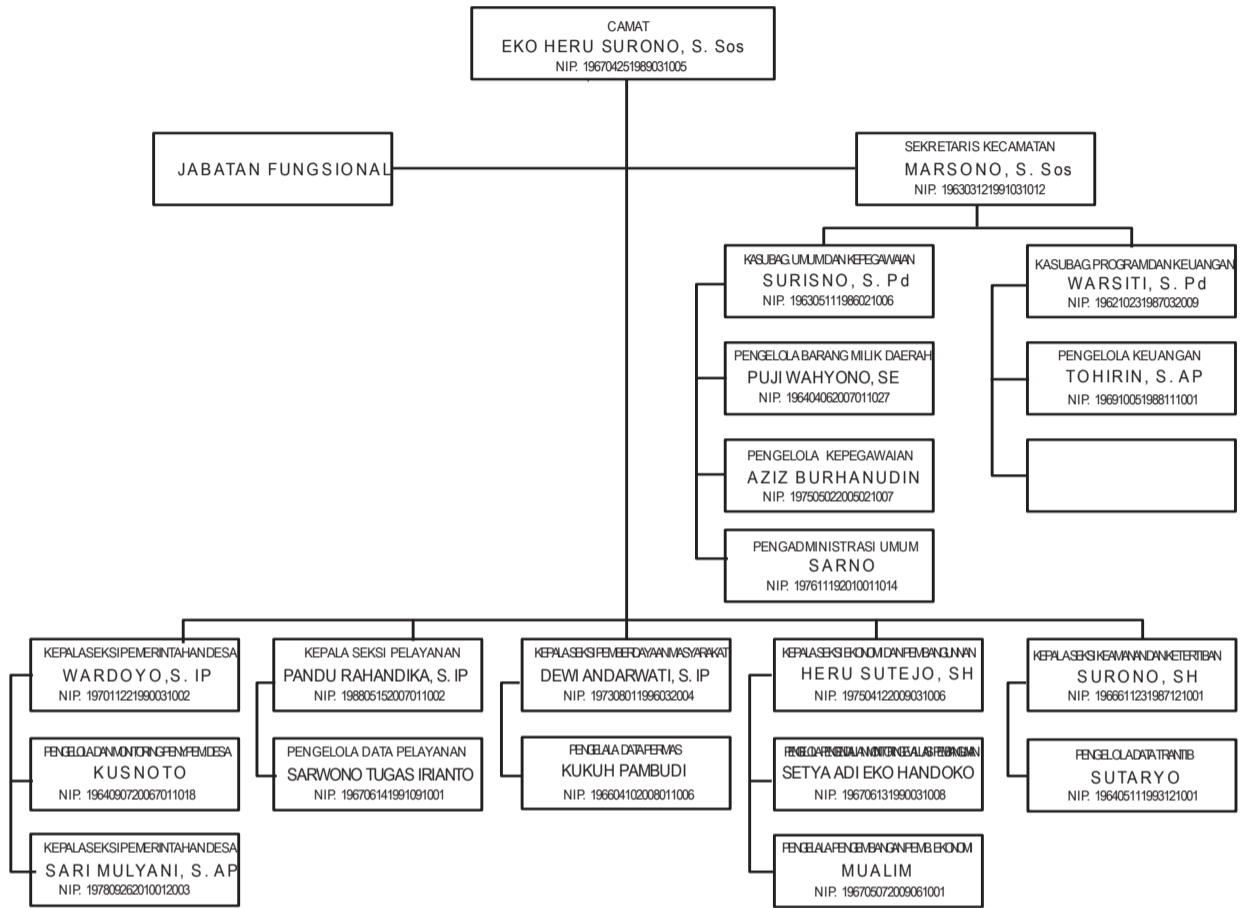 CAMAT
EKO HERU SURONO, S. Sos
NIP. 196704251989031005
JABATAN FUNGSIONAL
SEKRETARIS KECAMATAN
MARSONO, S. Sos
NIP. 196303121991031012
KASUBAG. UMUM DAN KEPEGAWAIAN
SURISNO, S. Pd
NIP. 196305111986021006
KASUBAG. PROGRAM DAN KEUANGAN
WARSITI, S. Pd
NIP. 196210231987032009
PENGELOLA BARANG MILIK DAERAH
PUJI WAHYONO, SE
NIP. 196404062007011027
PENGELOLA KEUANGAN
TOHIRIN, S. AP
NIP. 196910051988111001
PENGELOLA KEPEGAWAIAN
AZIZ BURHANUDIN
NIP. 197505022005021007
PENGADMINISTRASI UMUM
SARNO
NIP. 197611192010011014
KEPALA SEKSI PEMERINTAHAN DESA
WARDOYO,S. IP
NIP. 197011221990031002
KEPALA SEKSI PELAYANAN
PANDU RAHANDIKA, S. IP
NIP. 198805152007011002
KEPALA SEKSI PEMBERDAYAAN MASYARAKAT
DEWI ANDARWATI, S. IP
NIP. 197308011996032004
KEPALA SEKSI EKONOMI DAN PEMBANGUNNAN
HERU SUTEJO, SH
NIP. 197504122009031006
KEPALA SEKSI KEAMANAN DAN KETERTIBAN
SURONO, SH
NIP. 1966611231987121001
PENGELOLA DAN MONITORING PENY.PEM.DESA
KUSNOTO
NIP. 1964090720067011018
PENGELOLA DATA PELAYANAN
SARWONO TUGAS IRIANTO
NIP. 196706141991091001
PENGELALA DATA PERMAS
KUKUH PAMBUDI
NIP. 196604102008011006
SETYA ADI EKO HANDOKO
NIP. 196706131990031008
PENGELOLA DATA TRANTIB
SUTARYO
NIP. 196405111993121001
KEPALA SEKSI PEMERINTAHAN DESA
SARI MULYANI, S. AP
NIP. 197809262010012003
PENGELALA PENGEMBANGAN PEMB. EKONOMI
MUALIM
NIP. 196705072009061001